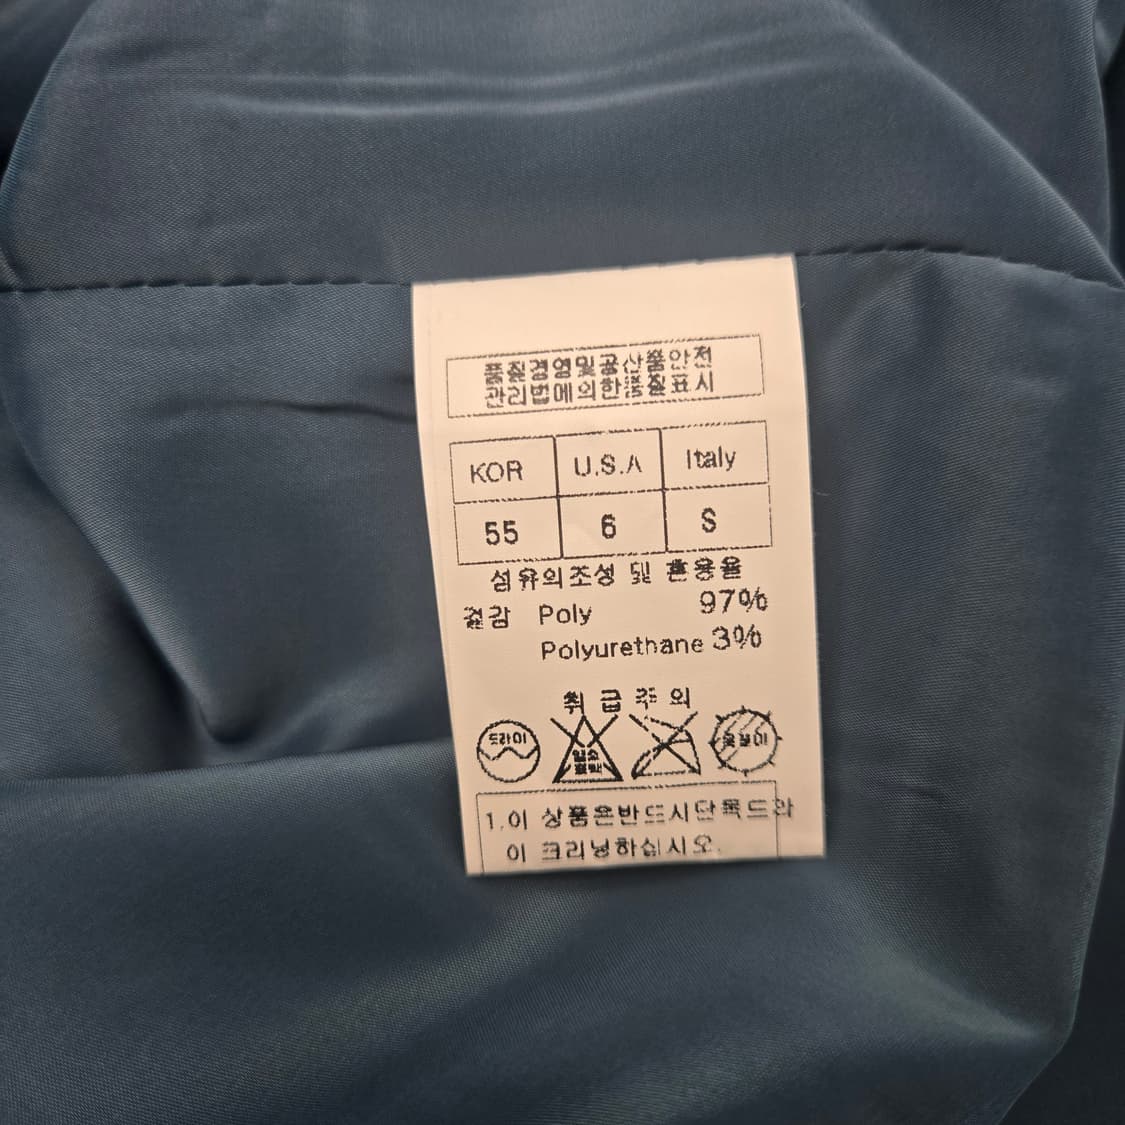 품질경영및공산품안전
관리법에의한품질표시
KOR U.S.A Italy
55 6 S
섬유의조성 및 혼용율
겉감 Poly 97%
Polyurethane 3%
취급주의
드라이
1.이 상품은반드시단독드라
이 크리닝하십시오.